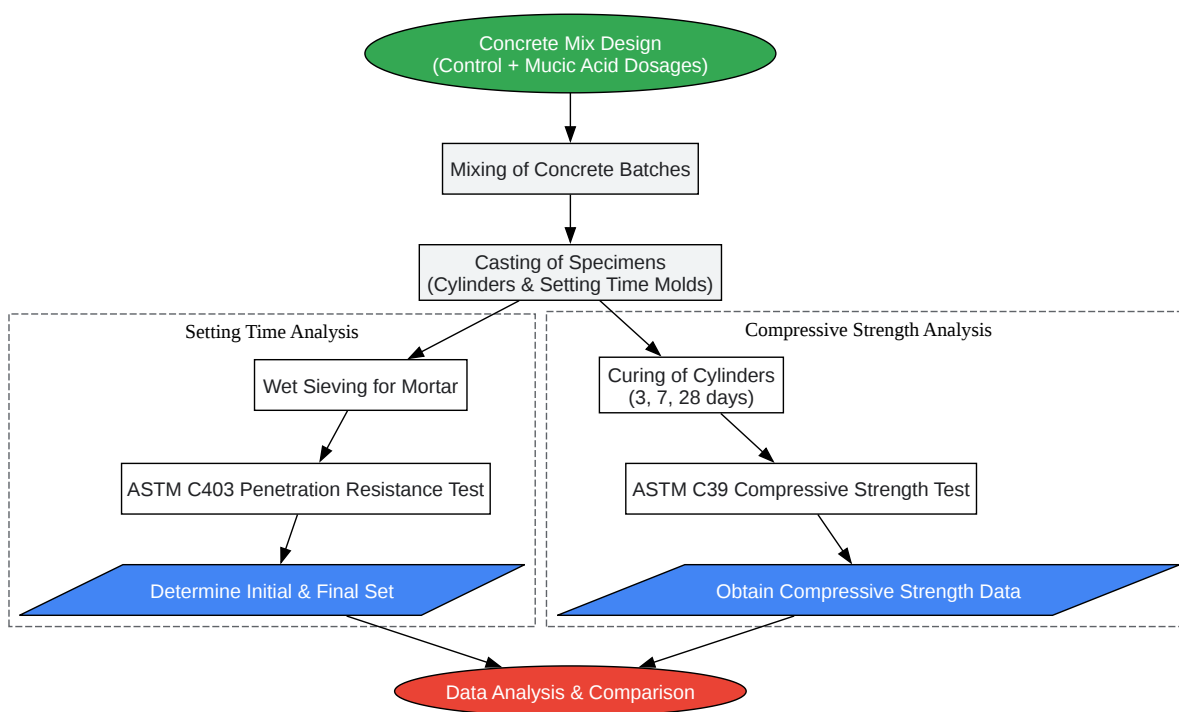 Concrete Mix Design
(Control + Mucic Acid Dosages)
Mixing of Concrete Batches
Casting of Specimens
(Cylinders & Setting Time Molds)
Setting Time Analysis
Wet Sieving for Mortar
ASTM C403 Penetration Resistance Test
Determine Initial & Final Set
Compressive Strength Analysis
Curing of Cylinders
(3, 7, 28 days)
ASTM C39 Compressive Strength Test
Obtain Compressive Strength Data
Data Analysis & Comparison